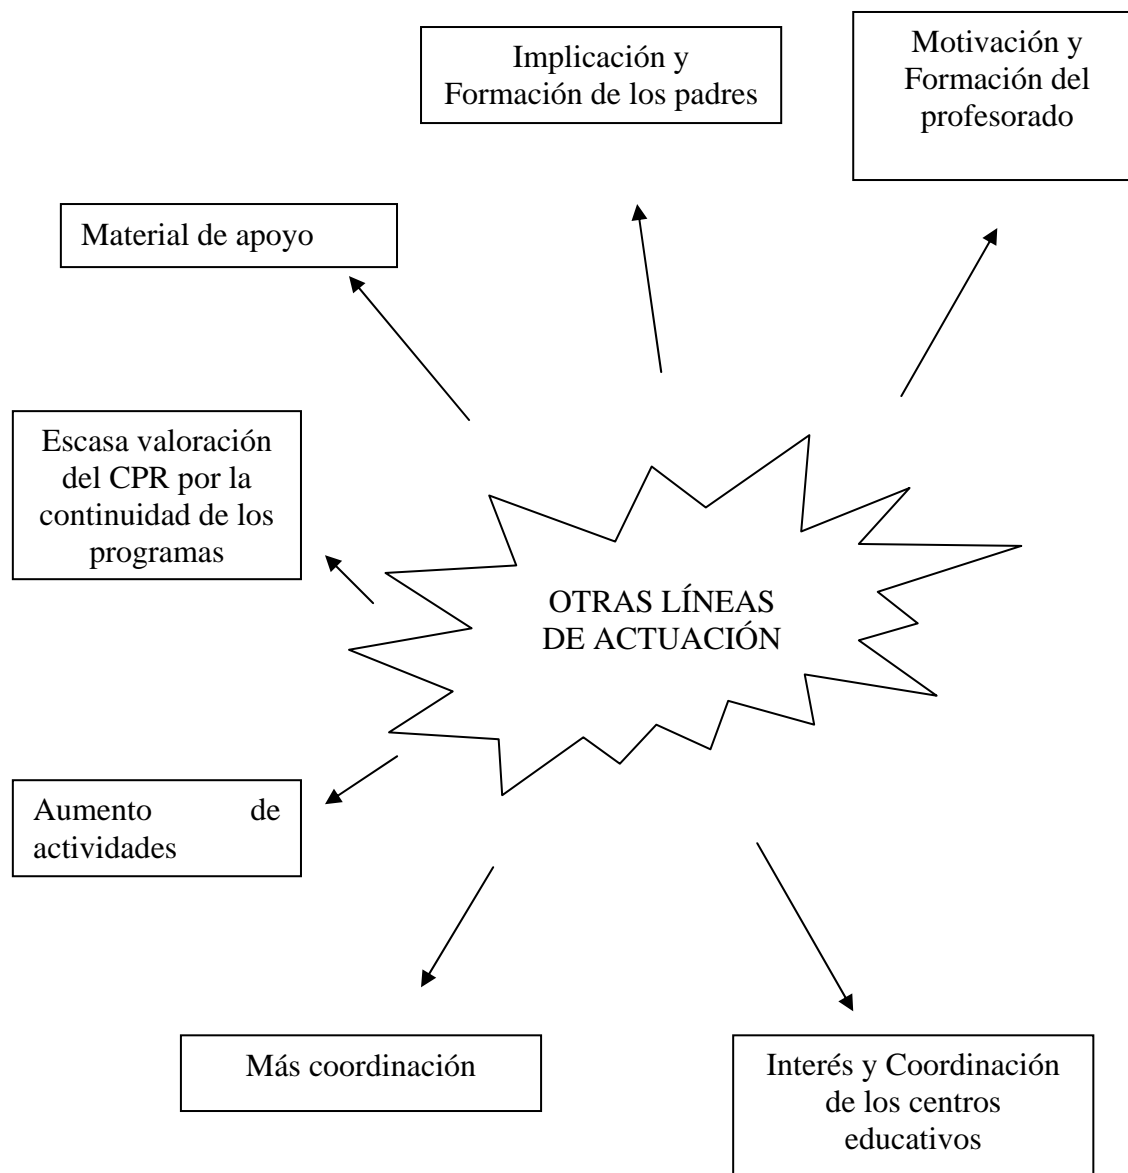 Implicación y
Formación de los padres
Motivación y
Formación del
profesorado
Material de apoyo
Escasa valoración
del CPR por la
continuidad de los
programas
OTRAS LÍNEAS
DE ACTUACIÓN
Aumento de
actividades
Más coordinación
Interés y Coordinación
de los centros
educativos